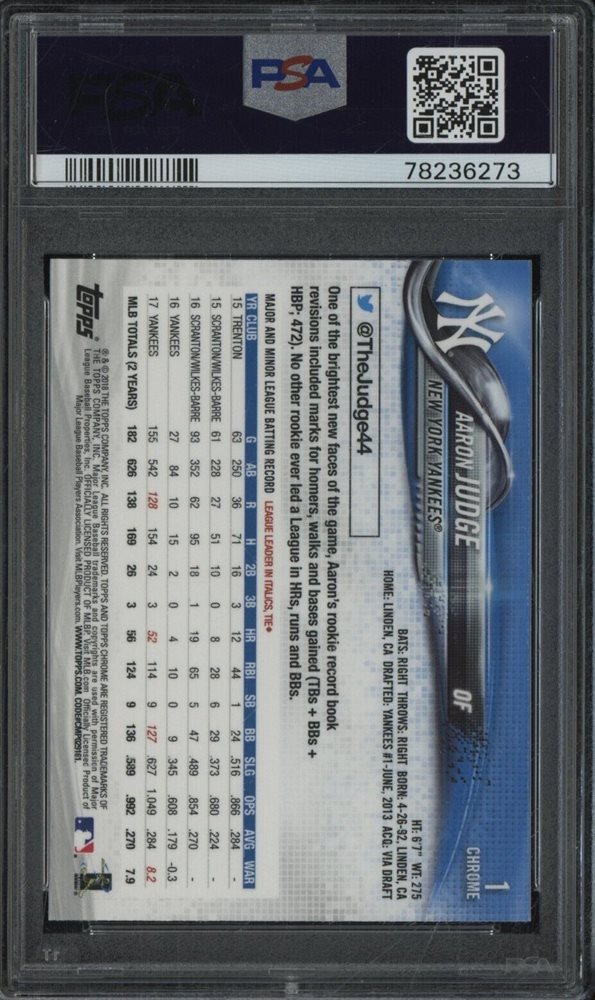 PSA
PSA
78236273
1
CHROME
HT: 6'7" WT: 275
BATS: RIGHT THROWS: RIGHT BORN: 4-26-92, LINDEN, CA
HOME: LINDEN, CA DRAFTED: YANKEES #1-JUNE, 2013 ACQ: VIA DRAFT
NY
AARON JUDGE
OF
NEW YORK YANKEES®
@TheJudge44
One of the brightest new faces of the game, Aaron's rookie record book
revisions included marks for homers, walks and bases gained (TBs + BBs +
HBP; 472). No other rookie ever led a League in HRs, runs and BBs.
MAJOR AND MINOR LEAGUE BATTING RECORD LEAGUE LEADER IN ITALICS, TIE♦
YR CLUB G AB R H 2B 3B HR RBI SB BB SLG OPS AVG WAR
15 TRENTON 63 250 36 71 16 3 12 44 1 24 .516 .866 .284 -
15 SCRANTON/WILKES-BARRE 61 228 27 51 10 0 8 28 6 29 .373 .680 .224 -
16 SCRANTON/WILKES-BARRE 93 352 62 95 18 1 19 65 5 47 .489 .854 .270 -
16 YANKEES 27 84 10 15 2 0 4 10 0 9 .345 .608 .179 -0.3
17 YANKEES 155 542 128 154 24 3 52 114 9 127 .627 1.049 .284 8.2
MLB TOTALS (2 YEARS) 182 626 138 169 26 3 56 124 9 136 .589 .992 .270 7.9
topps®
® & © 2018 THE TOPPS COMPANY, INC. ALL RIGHTS RESERVED. TOPPS AND TOPPS CHROME ARE REGISTERED TRADEMARKS OF
THE TOPPS COMPANY, INC. Major League Baseball trademarks and copyrights are used with permission of Major
League Baseball Properties, Inc. OFFICIALLY LICENSED PRODUCT OF MLBP. Visit MLB.com Officially Licensed Product of
Major League Baseball Players Association. Visit MLBPlayers.com. WWW.TOPPS.COM. CODE#CMP029161.